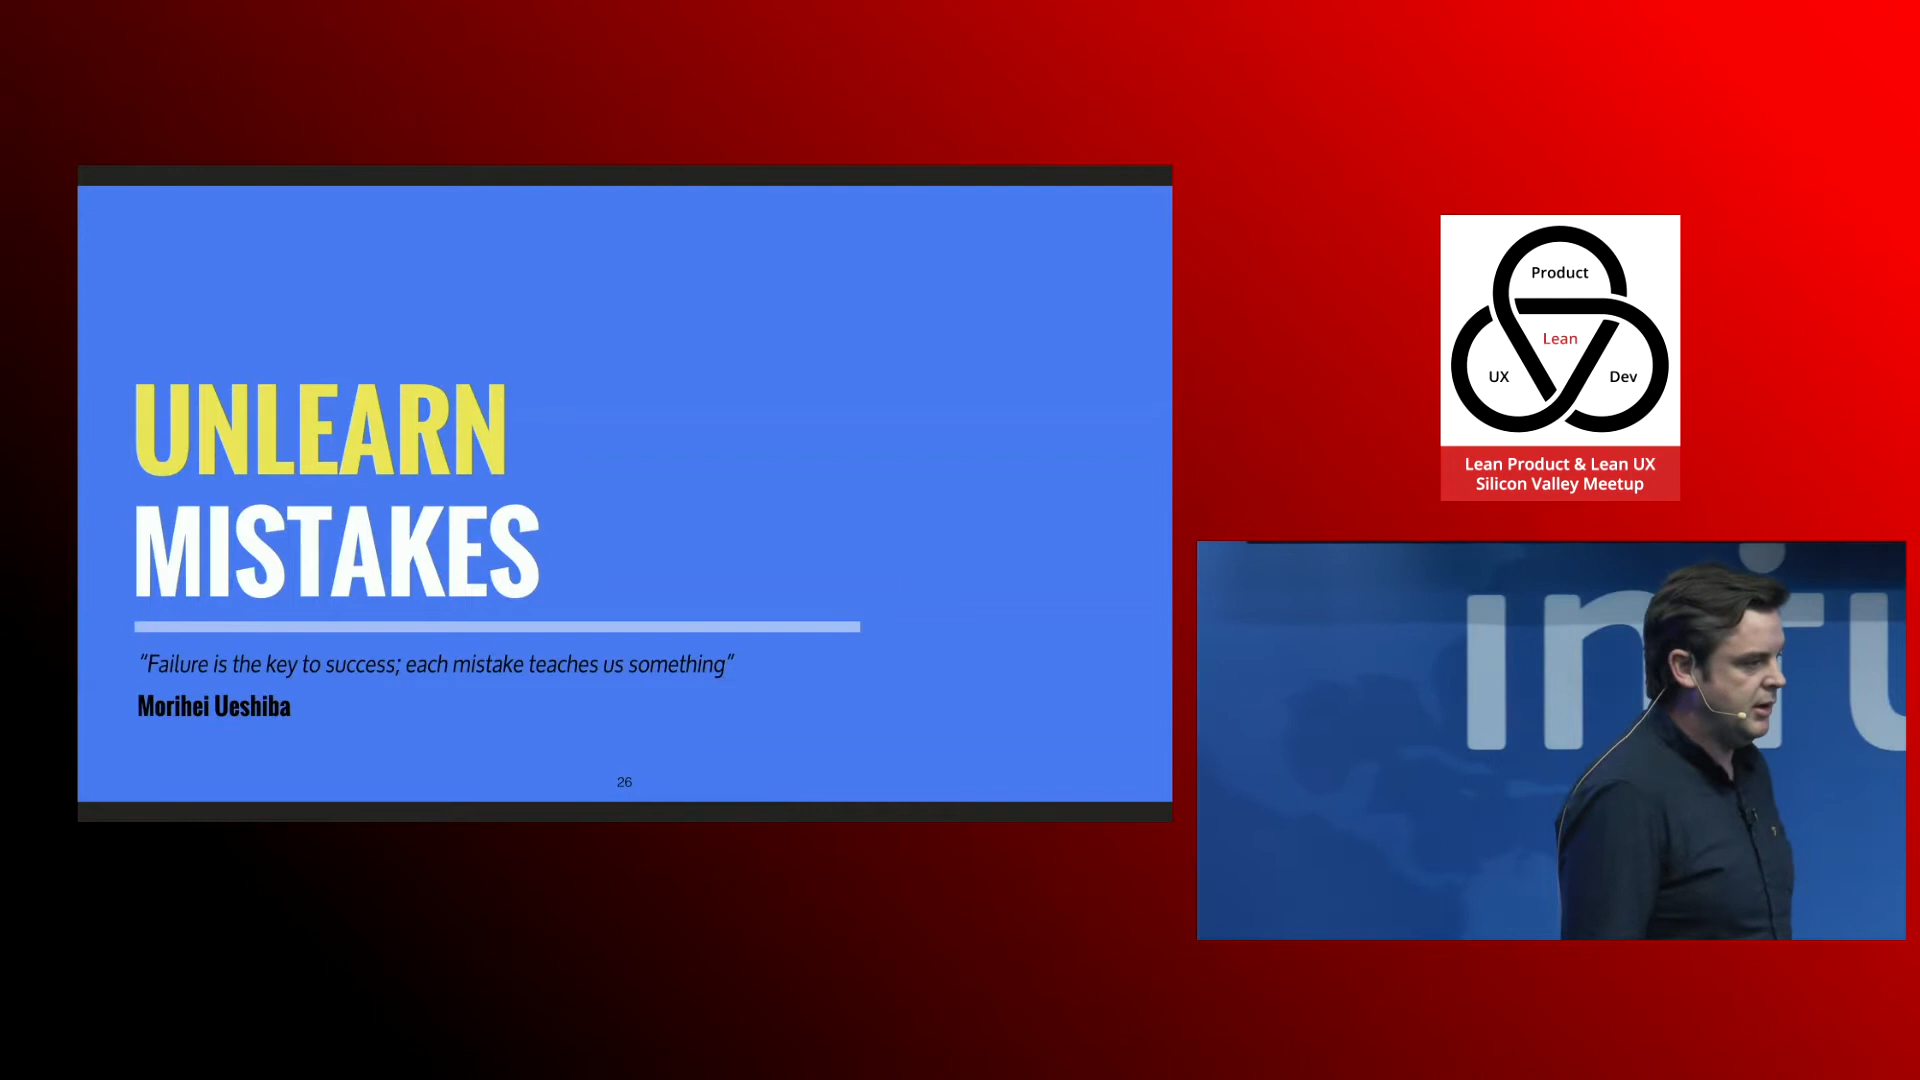 UNLEARN
MISTAKES
“Failure is the key to success; each mistake teaches us something”
Morihei Ueshiba
26
Product
Lean
UX
Dev
Lean Product & Lean UX
Silicon Valley Meetup